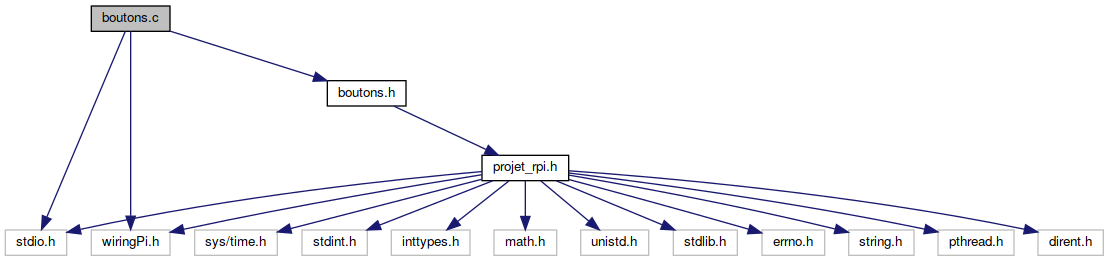 boutons.c
boutons.h
projet_rpi.h
stdio.h
wiringPi.h
sys/time.h
stdint.h
inttypes.h
math.h
unistd.h
stdlib.h
errno.h
string.h
pthread.h
dirent.h